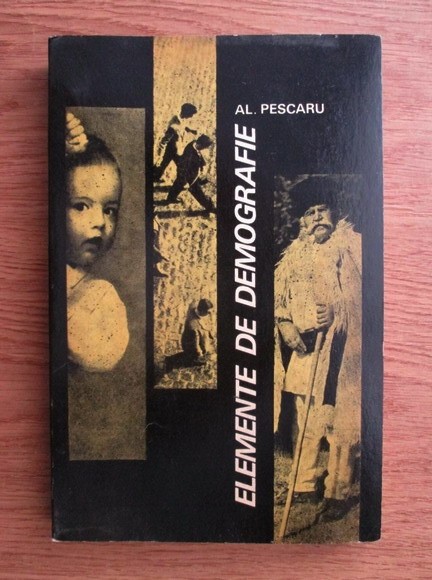 AL. PESCARU
ELEMENTE DE DEMOGRAFIE